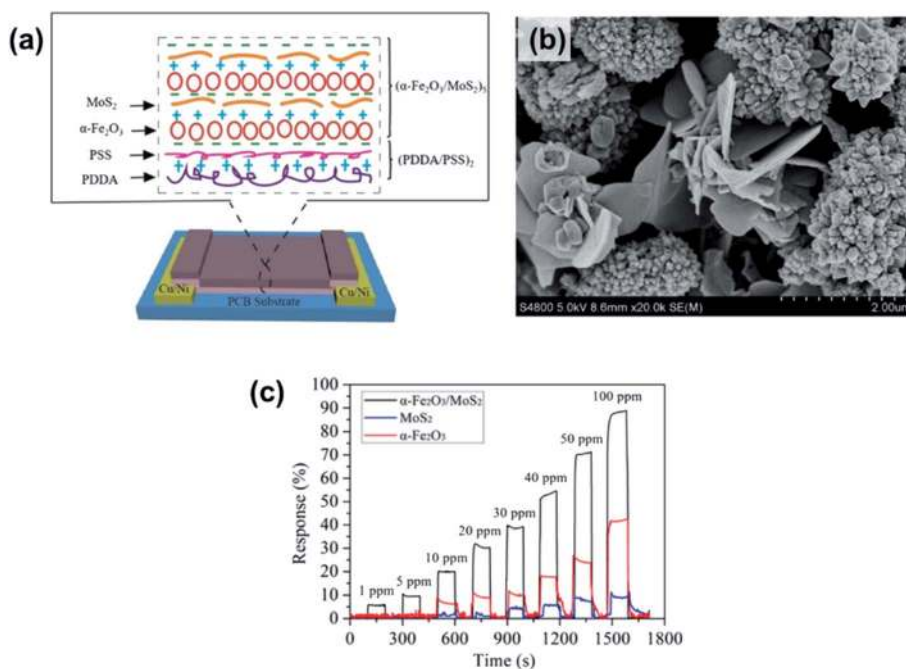 (a)
MoS₂
α-Fe₂O₃
PSS
PDDA
(α-Fe₂O₃/MoS₂)₅
(PDDA/PSS)₂
Cu/Ni
PCB Substrate
Cu/Ni
(b)
S4800 5.0kV 8.6mm x20.0k SE(M)
2.00um
(c)
Response (%)
100
90
80
70
60
50
40
30
20
10
0
α-Fe₂O₃/MoS₂
MoS₂
α-Fe₂O₃
1 ppm
5 ppm
10 ppm
20 ppm
30 ppm
40 ppm
50 ppm
100 ppm
0 300 600 900 1200 1500 1800
Time (s)